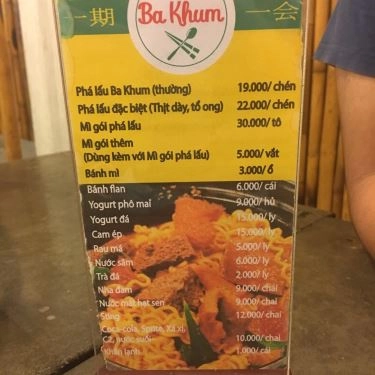 一期 一会
Ba Khum
Phá lấu Ba Khum (thường) 19.000/chén
Phá lấu đặc biệt (Thịt dày, tổ ong) 22.000/chén
Mì gói phá lấu 30.000/tô
Mì gói thêm
(Dùng kèm với Mì gói phá lấu) 5.000/vắt
Bánh mì 3.000/ổ
Bánh flan 6.000/cái
Yogurt phô mai 9.000/hủ
Yogurt đá 15.000/ly
Cam ép 15.000/ly
Rau má 5.000/ly
Nước sâm 6.000/ly
Trà đá 2.000/ly
Nha đam 9.000/chai
Nước mát hạt sen 9.000/chai
Sting 12.000/chai
Coca-cola, Sprite, Xá xị,
C2, nước suối 10.000/chai
Khăn lạnh 1.000/cái